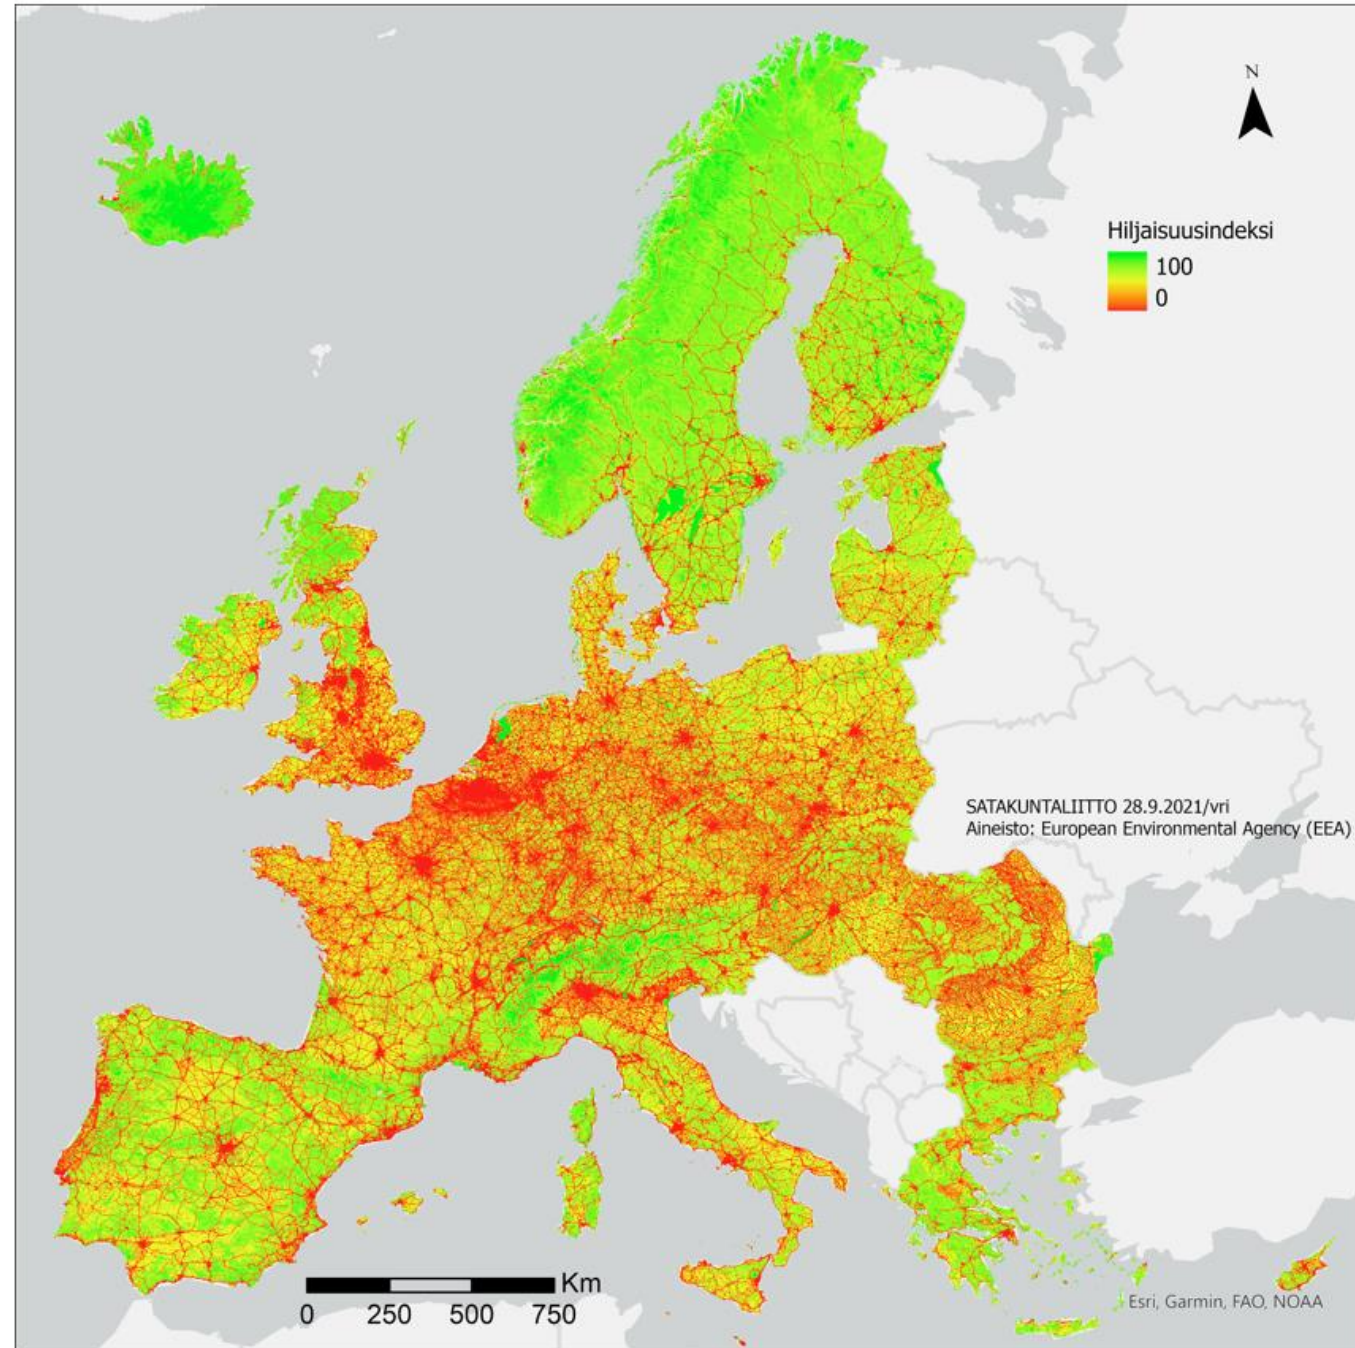 N
Hiljaisuusindeksi
100
0
SATAKUNTALIITTO 28.9.2021/vri
Aineisto: European Environmental Agency (EEA)
Km
0 250 500 750
Esri, Garmin, FAO, NOAA